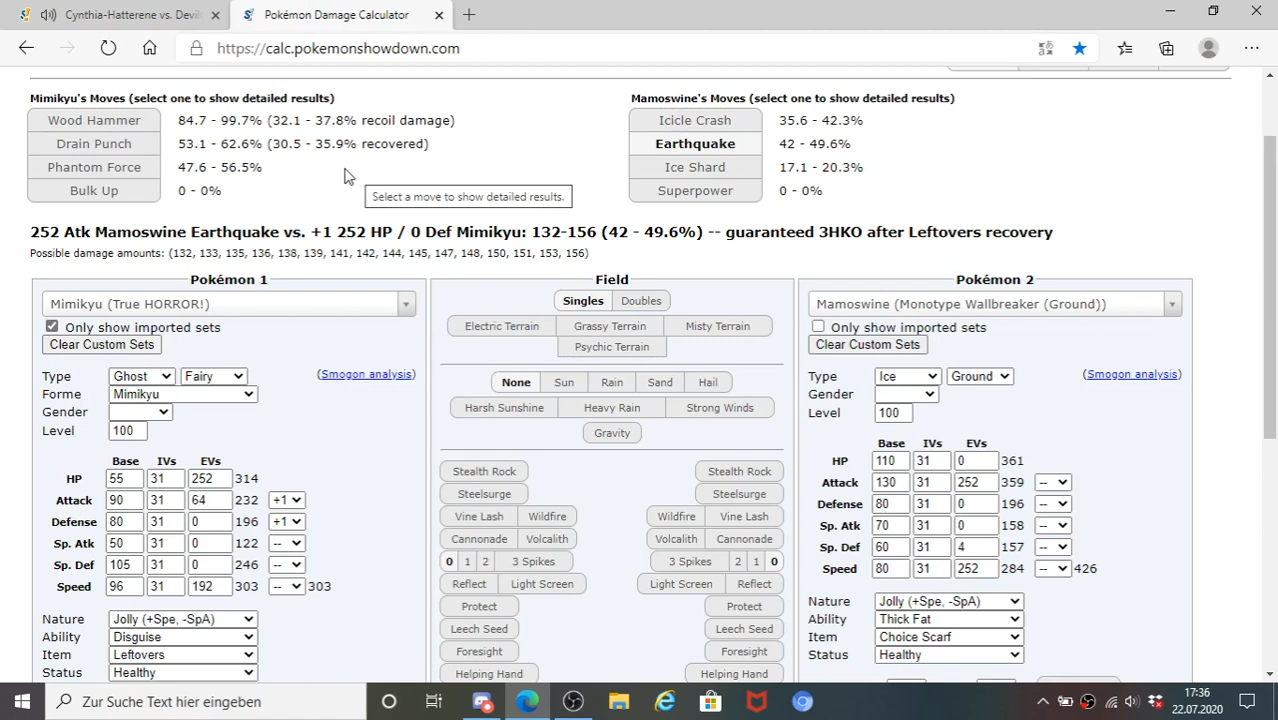 Cynthia-Hatterene vs. Devil
Pokémon Damage Calculator
https://calc.pokemonshowdown.com
Mimikyu's Moves (select one to show detailed results)
Wood Hammer 84.7 - 99.7% (32.1 - 37.8% recoil damage)
Drain Punch 53.1 - 62.6% (30.5 - 35.9% recovered)
Phantom Force 47.6 - 56.5%
Bulk Up 0 - 0%
Select a move to show detailed results.
Mamoswine's Moves (select one to show detailed results)
Icicle Crash 35.6 - 42.3%
Earthquake 42 - 49.6%
Ice Shard 17.1 - 20.3%
Superpower 0 - 0%
252 Atk Mamoswine Earthquake vs. +1 252 HP / 0 Def Mimikyu: 132-156 (42 - 49.6%) -- guaranteed 3HKO after Leftovers recovery
Possible damage amounts: (132, 133, 135, 136, 138, 139, 141, 142, 144, 145, 147, 148, 150, 151, 153, 156)
Pokémon 1
Mimikyu (True HORROR!)
Only show imported sets
Clear Custom Sets
Type Ghost Fairy (Smogon analysis)
Forme Mimikyu
Gender
Level 100
Base IVs EVs
HP 55 31 252 314
Attack 90 31 64 232 +1
Defense 80 31 0 196 +1
Sp. Atk 50 31 0 122 --
Sp. Def 105 31 0 246 --
Speed 96 31 192 303 -- 303
Nature Jolly (+Spe, -SpA)
Ability Disguise
Item Leftovers
Status Healthy
Field
Singles Doubles
Electric Terrain Grassy Terrain Misty Terrain
Psychic Terrain
None Sun Rain Sand Hail
Harsh Sunshine Heavy Rain Strong Winds
Gravity
Stealth Rock Stealth Rock
Steelsurge Steelsurge
Vine Lash Wildfire Wildfire Vine Lash
Cannonade Volcalith Volcalith Cannonade
0 1 2 3 Spikes 3 Spikes 2 1 0
Reflect Light Screen Light Screen Reflect
Protect Protect
Leech Seed Leech Seed
Foresight Foresight
Helping Hand Helping Hand
Pokémon 2
Mamoswine (Monotype Wallbreaker (Ground))
Only show imported sets
Clear Custom Sets
Type Ice Ground (Smogon analysis)
Gender
Level 100
Base IVs EVs
HP 110 31 0 361
Attack 130 31 252 359 --
Defense 80 31 0 196 --
Sp. Atk 70 31 0 158 --
Sp. Def 60 31 4 157 --
Speed 80 31 252 284 -- 426
Nature Jolly (+Spe, -SpA)
Ability Thick Fat
Item Choice Scarf
Status Healthy
Zur Suche Text hier eingeben
17:36
22.07.2020